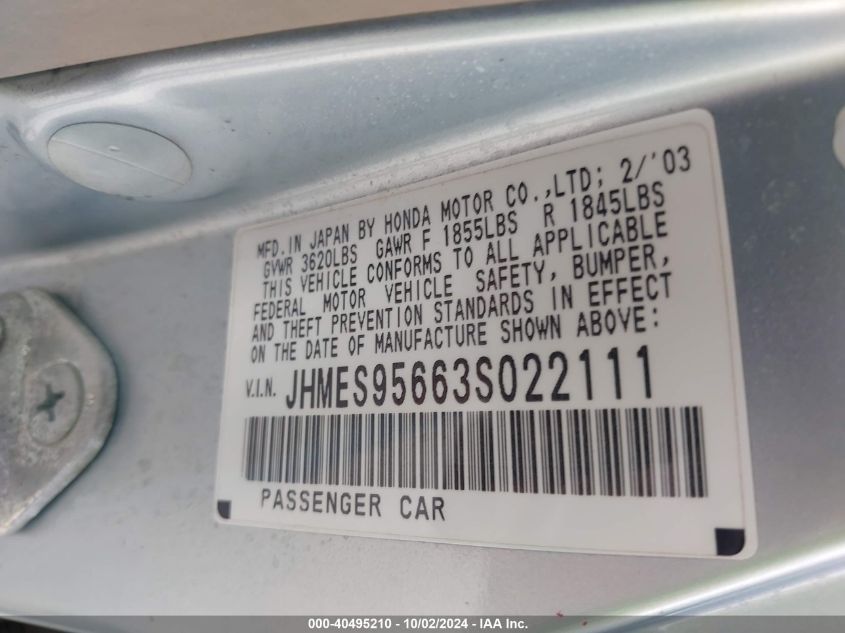 MFD. IN JAPAN BY HONDA MOTOR CO.,LTD; 2/'03
GVWR 3620LBS GAWR F 1855LBS R 1845LBS
THIS VEHICLE CONFORMS TO ALL APPLICABLE
FEDERAL MOTOR VEHICLE SAFETY, BUMPER,
AND THEFT PREVENTION STANDARDS IN EFFECT
ON THE DATE OF MANUFACTURE SHOWN ABOVE:
V.I.N. JHMES95663S022111
PASSENGER CAR
000-40495210 - 10/02/2024 - IAA Inc.